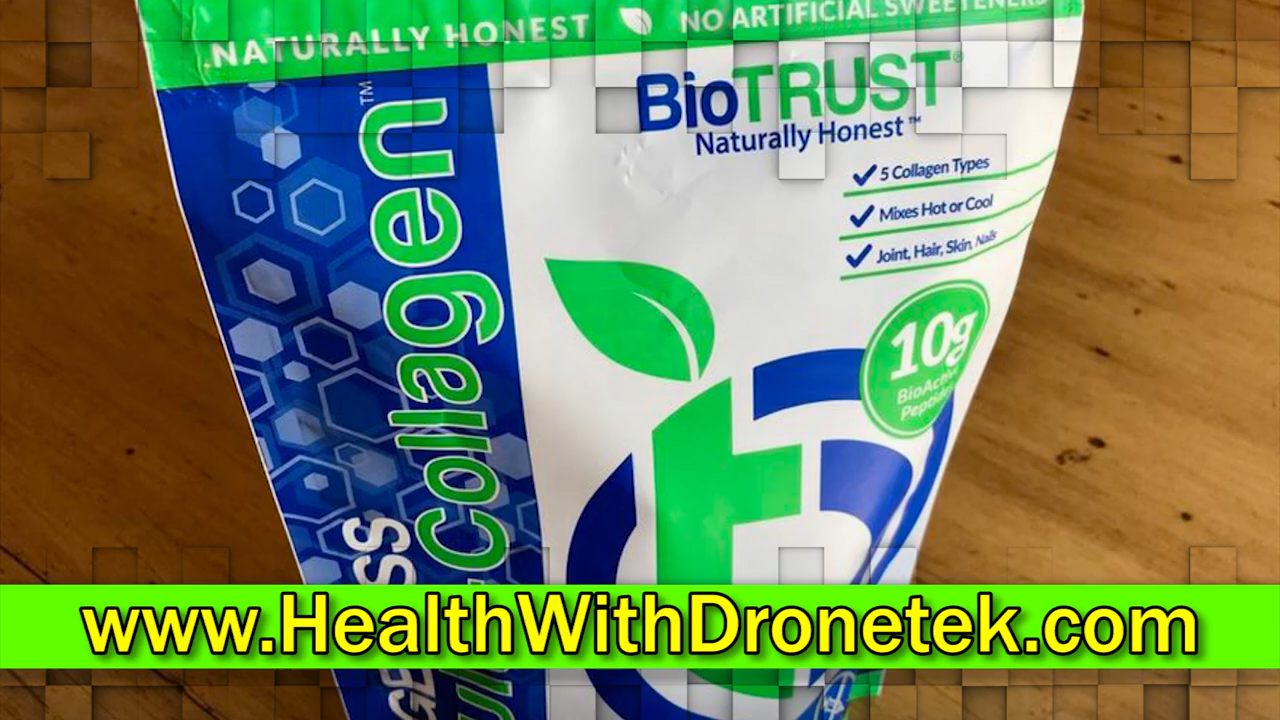 NATURALLY HONEST NO ARTIFICIAL SWEETENERS
BioTRUST®
Naturally Honest™
5 Collagen Types
Mixes Hot or Cool
Joint, Hair, Skin, Nails
10g
BioActive
Peptides
Collagen™
www.HealthWithDronetek.com